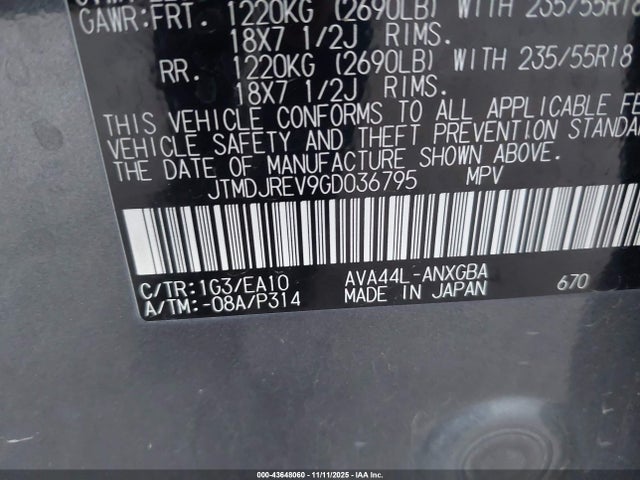 GAWR:FRT. 1220KG (2690LB) WITH 235/55R18
18X7 1/2J RIMS.
RR. 1220KG (2690LB) WITH 235/55R18
18X7 1/2J RIMS.
THIS VEHICLE CONFORMS TO ALL APPLICABLE
VEHICLE SAFETY AND THEFT PREVENTION
THE DATE OF MANUFACTURE SHOWN ABOVE.
JTMDJREV9GD036795 MPV
C/TR: 1G3/EA10 AVA44L-ANXGBA 670
A/TM: -08A/P314 MADE IN JAPAN
000-43648060 - 11/11/2025 - IAA Inc.